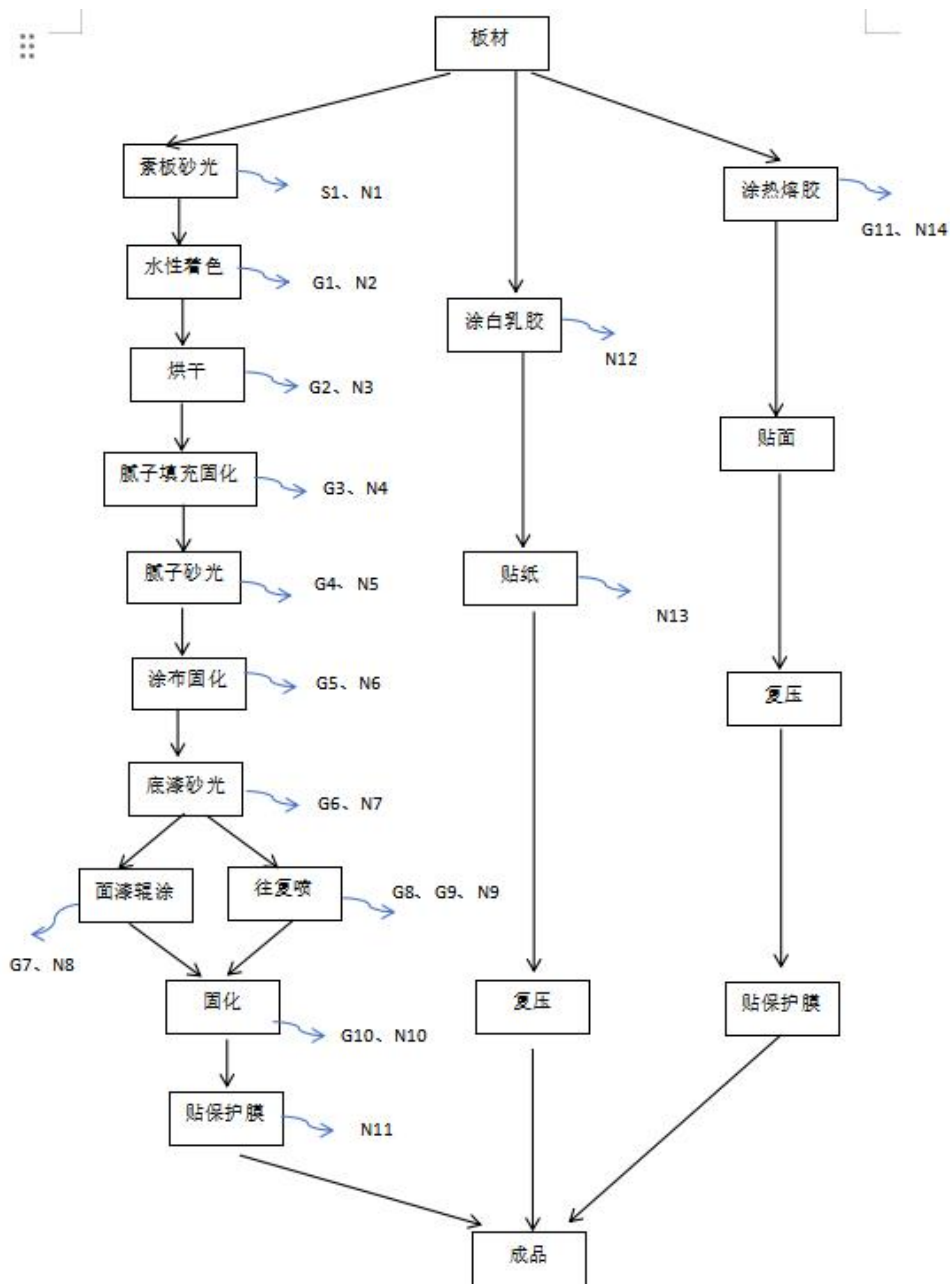 板材
素板砂光
S1、N1
水性着色
G1、N2
烘干
G2、N3
腻子填充固化
G3、N4
腻子砂光
G4、N5
涂布固化
G5、N6
底漆砂光
G6、N7
面漆辊涂
G7、N8
往复喷
G8、G9、N9
固化
G10、N10
贴保护膜
N11
涂白乳胶
N12
贴纸
N13
复压
涂热熔胶
G11、N14
贴面
复压
贴保护膜
成品